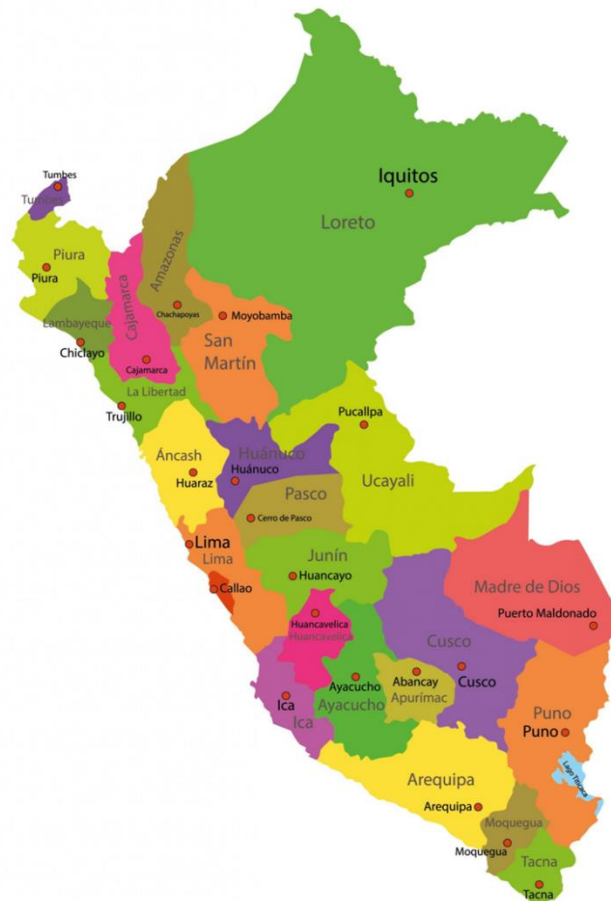 Iquitos
Loreto
Tumbes
Tumbes
Piura
Piura
Amazonas
Cajamarca
Chachapoyas
Moyobamba
Lambayeque
Chiclayo
San
Martín
Cajamarca
La Libertad
Trujillo
Pucallpa
Áncash
Huaraz
Huánuco
Huánuco
Ucayali
Pasco
Cerro de Pasco
Lima
Lima
Junín
Huancayo
Callao
Madre de Dios
Puerto Maldonado
Huancavelica
Huancavelica
Cusco
Cusco
Ayacucho
Ayacucho
Abancay
Apurímac
Ica
Ica
Puno
Puno
Lago Titicaca
Arequipa
Arequipa
Moquegua
Moquegua
Tacna
Tacna